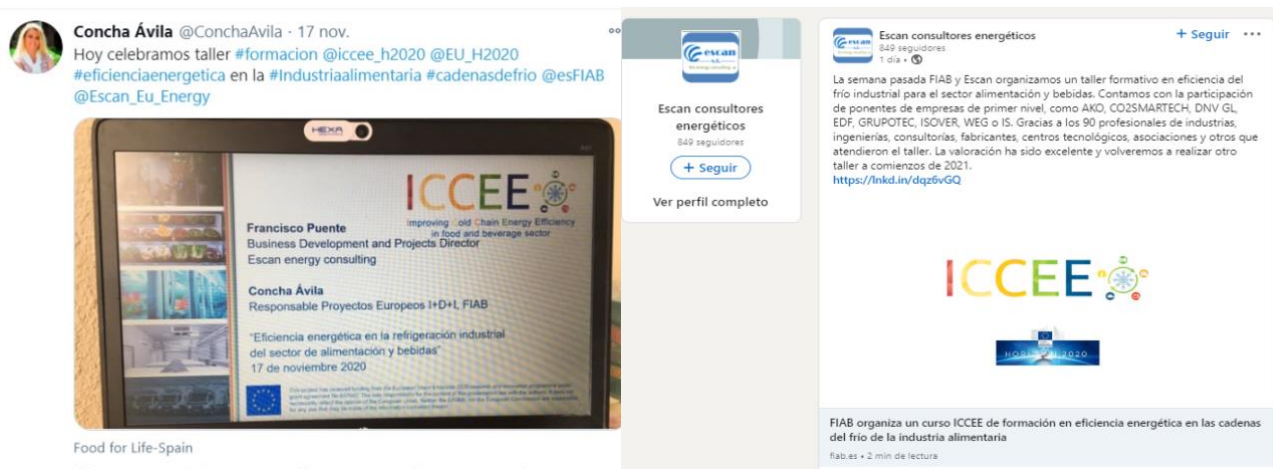 Concha Ávila @ConchaAvila · 17 nov.
Hoy celebramos taller #formacion @iccee_h2020 @EU_H2020
#eficienciaenergetica en la #Industriaalimentaria #cadenasdefrio @esFIAB
@Escan_Eu_Energy
HEXA
ICCEE
Improving Cold Chain Energy Efficiency
in food and beverage sector
Francisco Puente
Business Development and Projects Director
Escan energy consulting
Concha Ávila
Responsable Proyectos Europeos I+D+I, FIAB
"Eficiencia energética en la refrigeración industrial
del sector de alimentación y bebidas"
17 de noviembre 2020
Food for Life-Spain
escan
Escan consultores
energéticos
849 seguidores
+ Seguir
Ver perfil completo
escan
Escan consultores energéticos
849 seguidores
1 día •
+ Seguir ···
La semana pasada FIAB y Escan organizamos un taller formativo en eficiencia del
frío industrial para el sector alimentación y bebidas. Contamos con la participación
de ponentes de empresas de primer nivel, como AKO, CO2SMARTECH, DNV GL,
EDF, GRUPOTEC, ISOVER, WEG o IS. Gracias a los 90 profesionales de industrias,
ingenierías, consultorías, fabricantes, centros tecnológicos, asociaciones y otros que
atendieron el taller. La valoración ha sido excelente y volveremos a realizar otro
taller a comienzos de 2021.
https://lnkd.in/dqz6vGQ
ICCEE
HORIZON 2020
FIAB organiza un curso ICCEE de formación en eficiencia energética en las cadenas
del frío de la industria alimentaria
fiab.es • 2 min de lectura